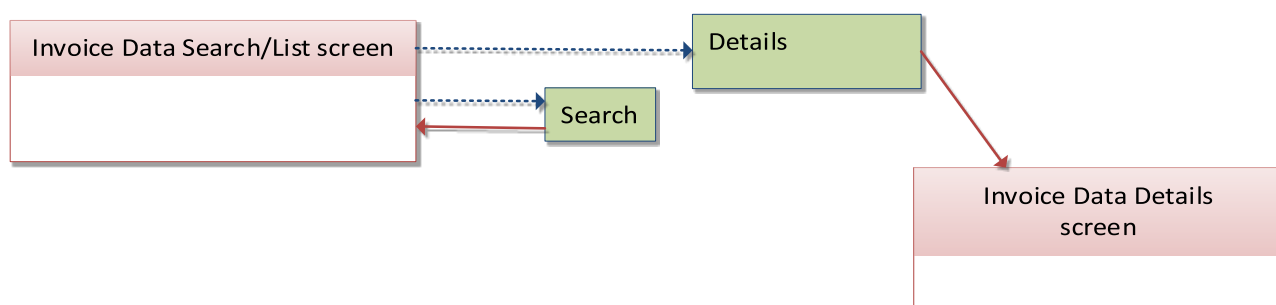 Invoice Data Search/List screen
Details
Search
Invoice Data Details
screen